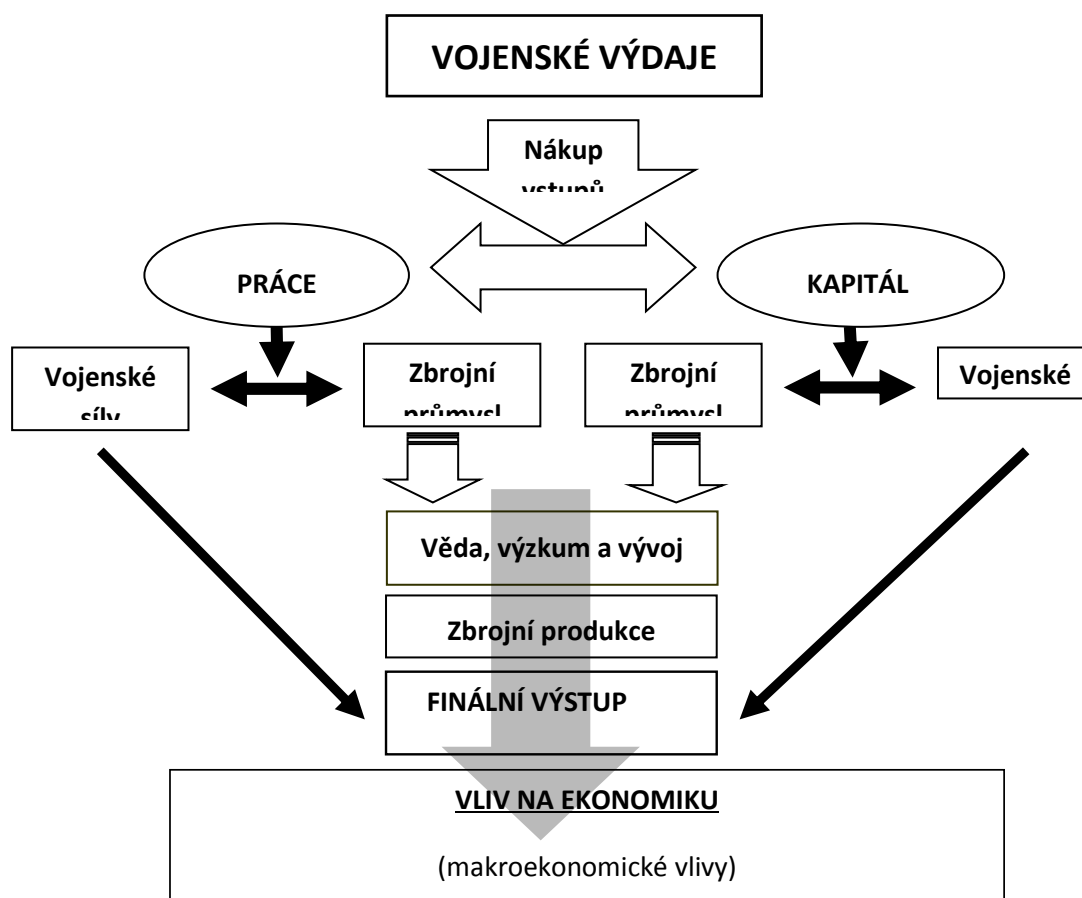 VOJENSKÉ VÝDAJE
Nákup
vstupů
PRÁCE
KAPITÁL
Vojenské
síly
Zbrojní
průmysl
Zbrojní
průmysl
Vojenské
Věda, výzkum a vývoj
Zbrojní produkce
FINÁLNÍ VÝSTUP
VLIV NA EKONOMIKU
(makroekonomické vlivy)